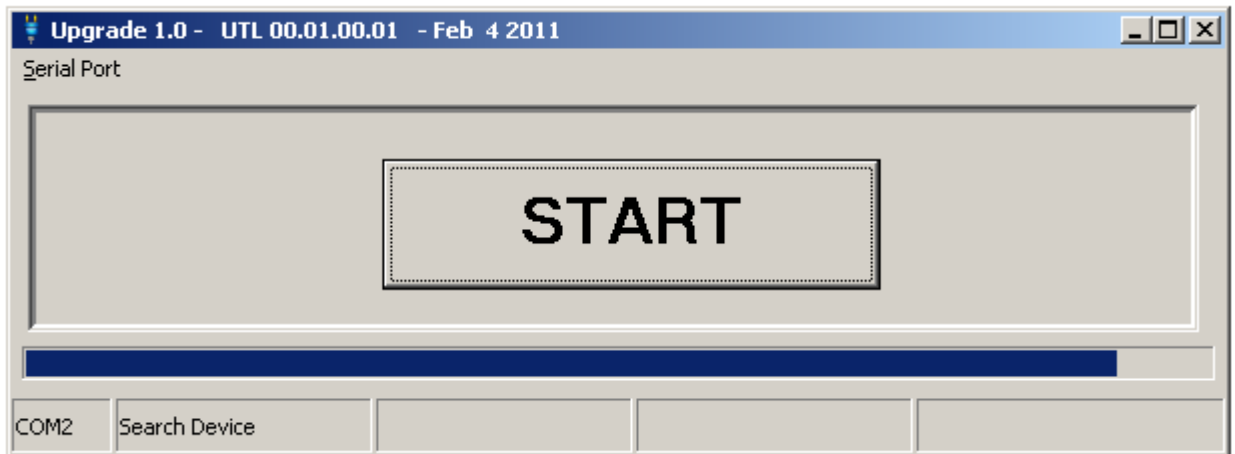 Upgrade 1.0 - UTL 00.01.00.01 - Feb 4 2011
Serial Port
START
COM2 Search Device